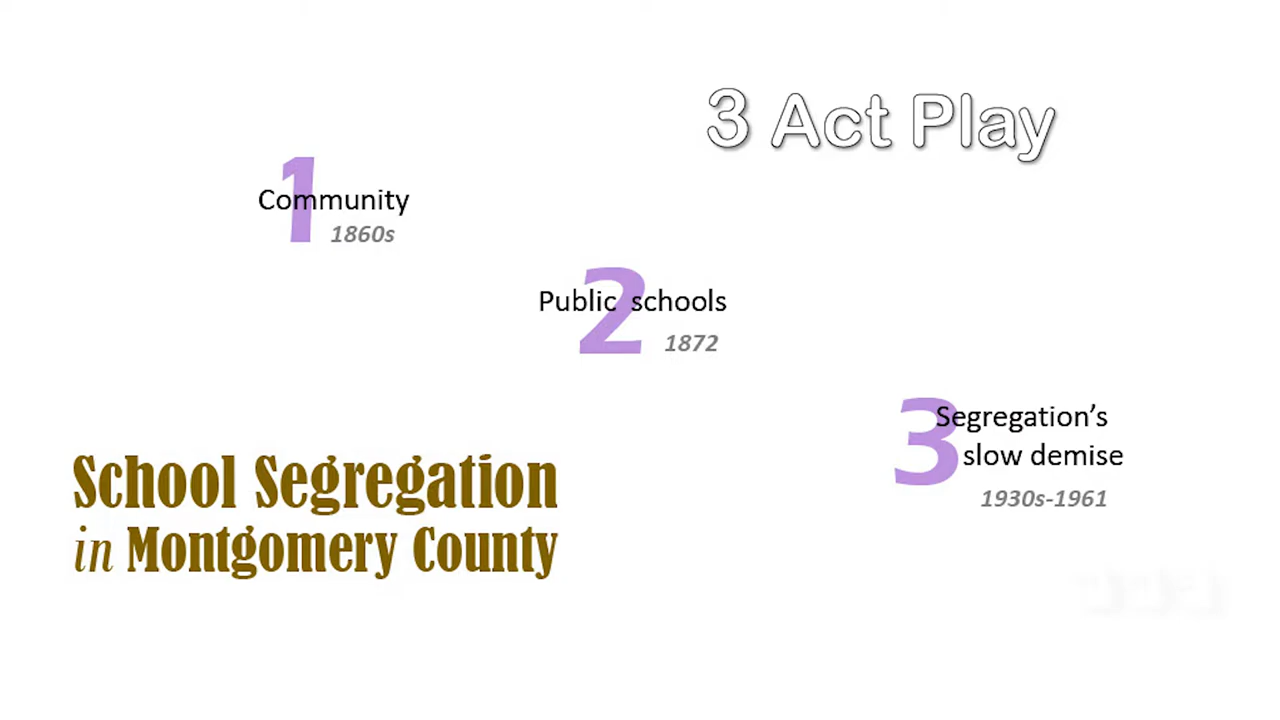 3 Act Play
1
Community
1860s
2
Public schools
1872
3
Segregation’s
slow demise
1930s-1961
School Segregation
in Montgomery County